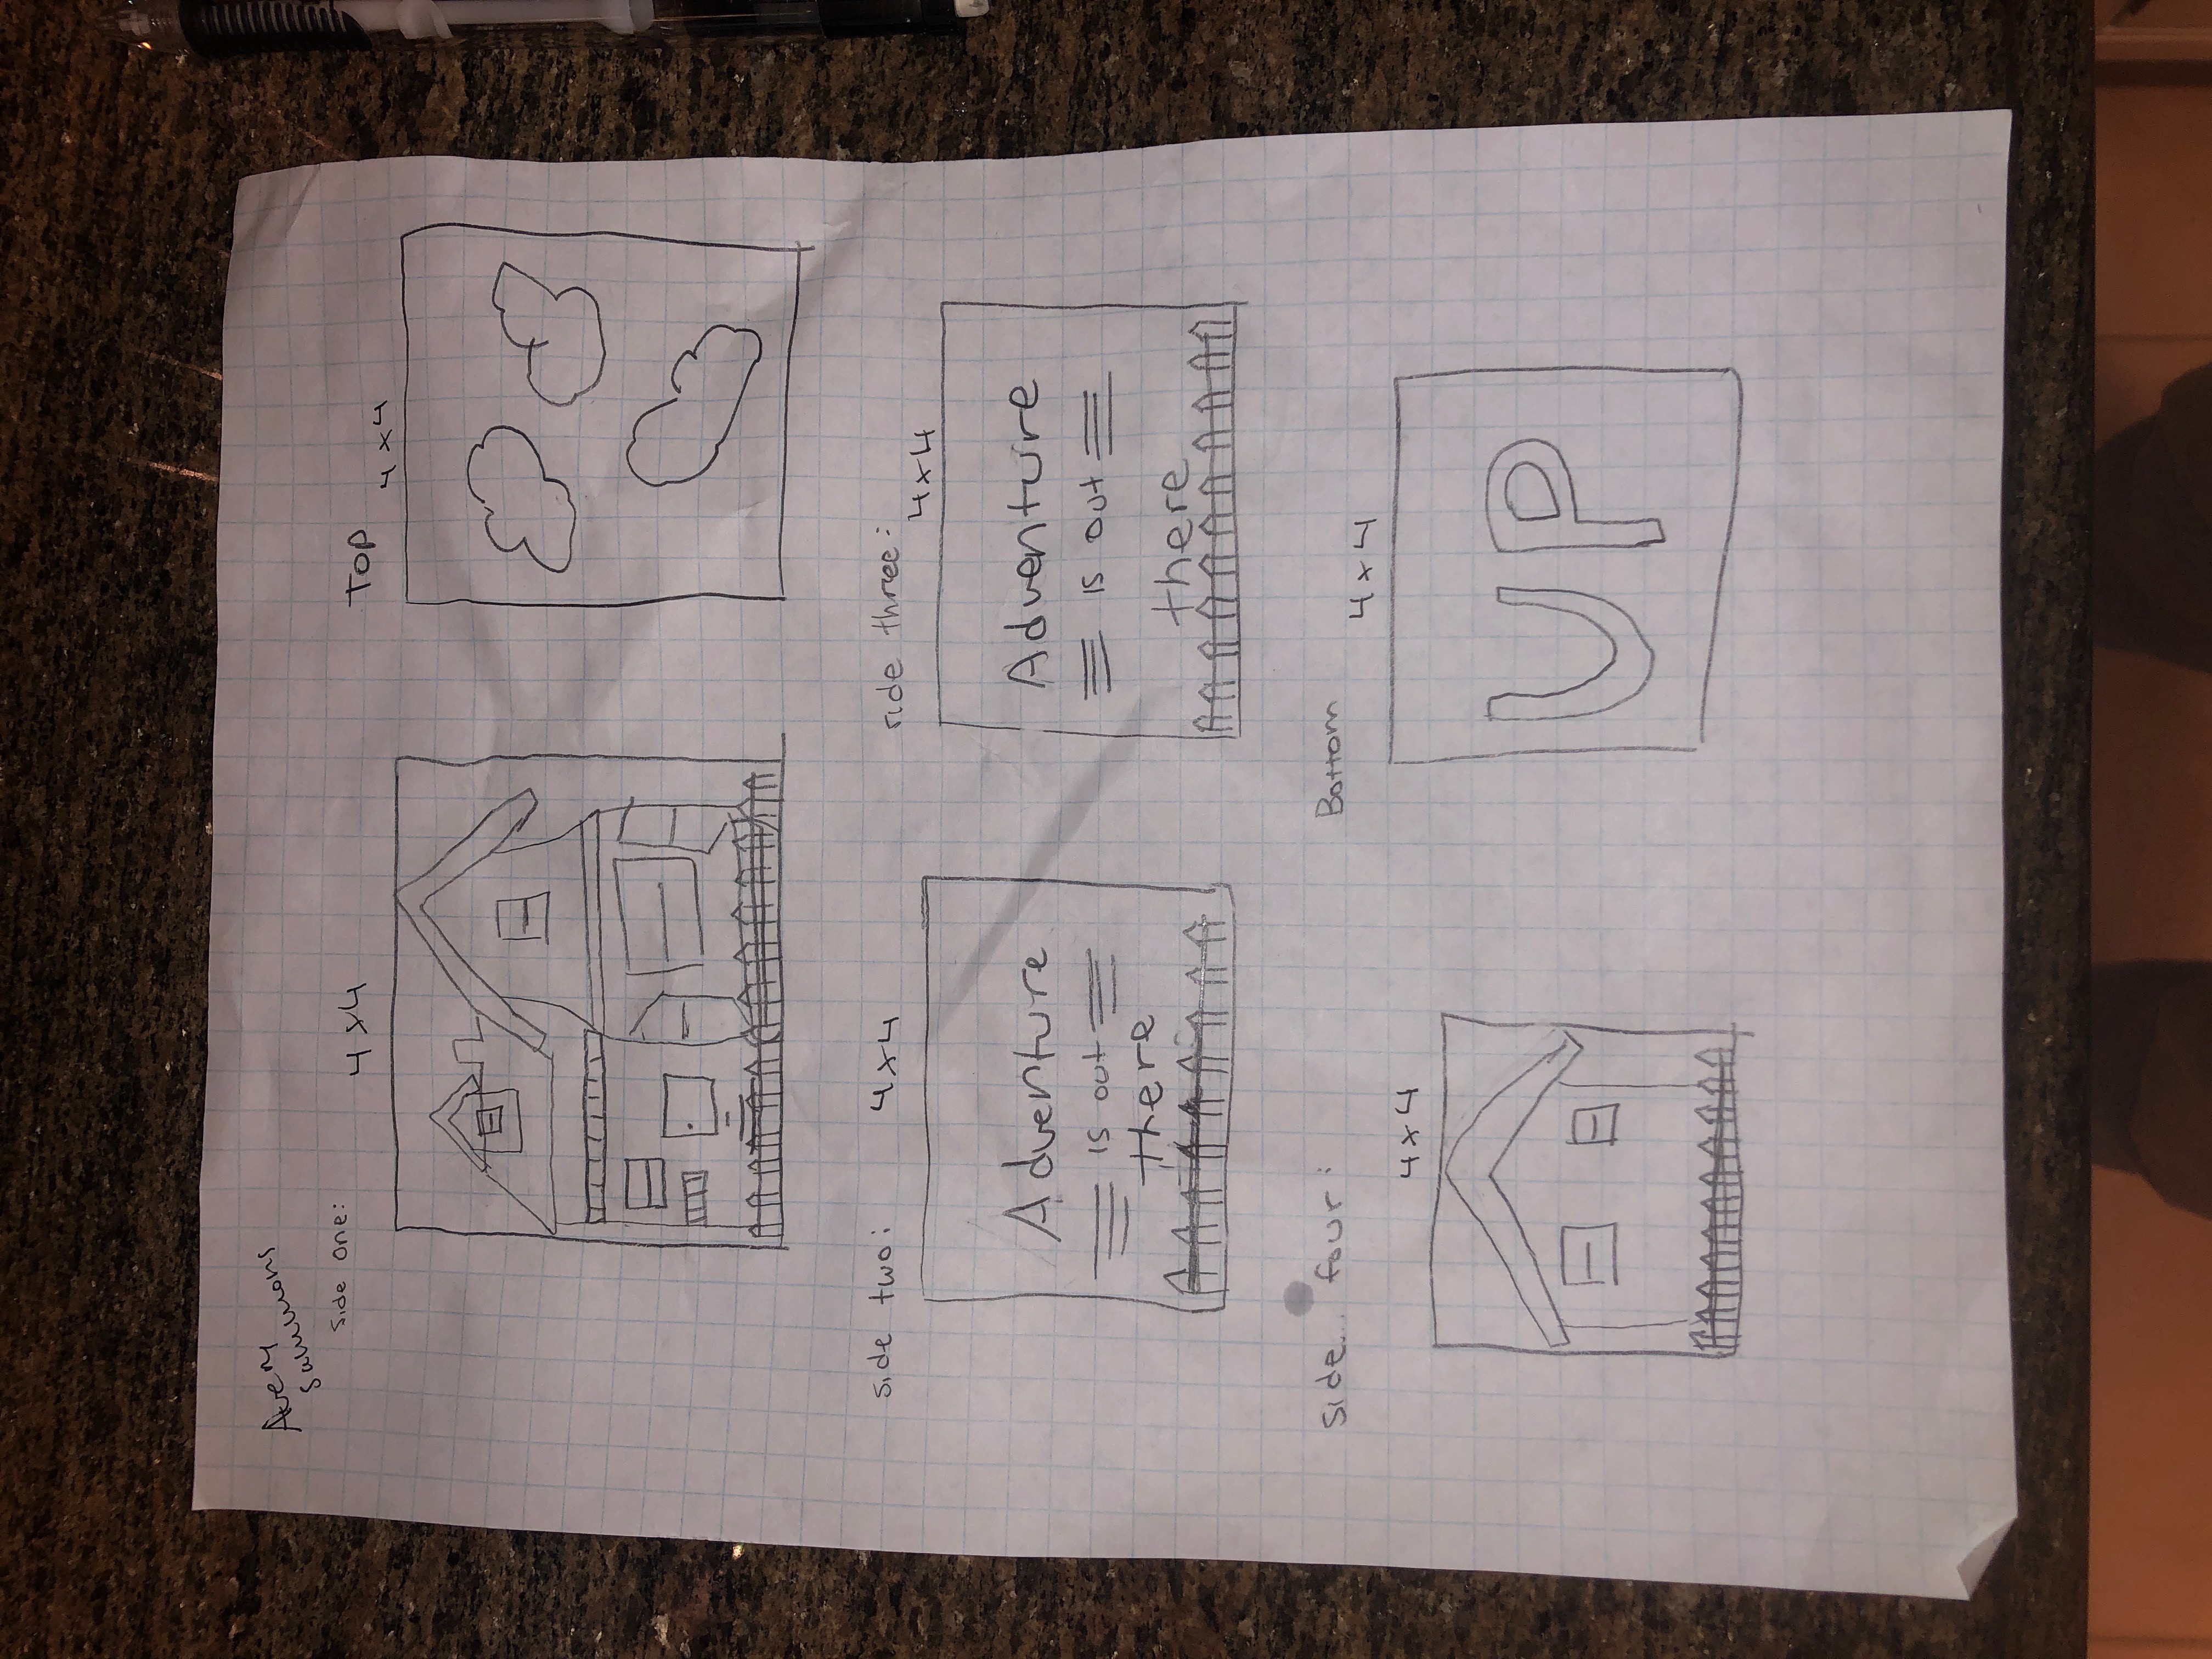 Avery
Sammons
side one:
4x4
TOP
4x4
side two:
4x4
Adventure
is out
there
side three:
4x4
Adventure
is out
there
side... four:
4x4
Bottom
4x4
UP